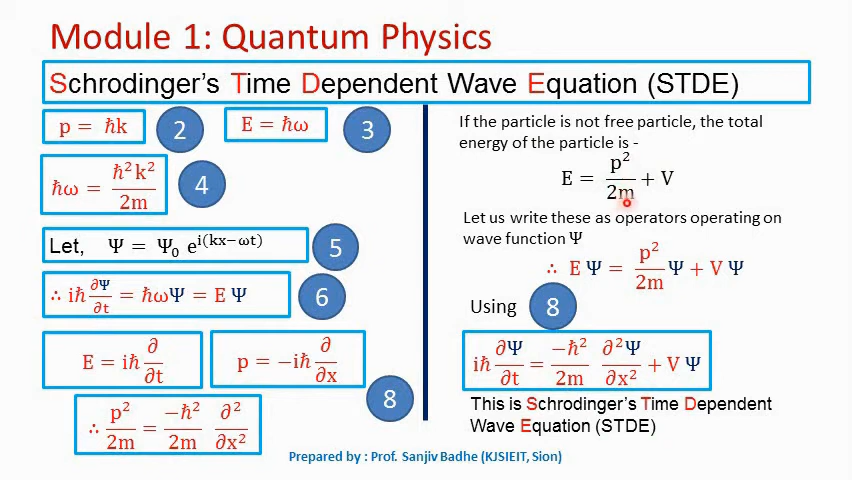 Module 1: Quantum Physics
Schrodinger's Time Dependent Wave Equation (STDE)
p = ħk 2 E = ħω 3
ħω = ħ²k²/2m 4
Let, Ψ = Ψ₀ e^i(kx−ωt) 5
∴ iħ ∂Ψ/∂t = ħωΨ = E Ψ 6
E = iħ ∂/∂t p = −iħ ∂/∂x
8
∴ p²/2m = −ħ²/2m ∂²/∂x²
If the particle is not free particle, the total
energy of the particle is -
E = p²/2m + V
Let us write these as operators operating on
wave function Ψ
∴ E Ψ = p²/2m Ψ + V Ψ
Using 8
iħ ∂Ψ/∂t = −ħ²/2m ∂²Ψ/∂x² + V Ψ
This is Schrodinger's Time Dependent
Wave Equation (STDE)
Prepared by : Prof. Sanjiv Badhe (KJSIEIT, Sion)